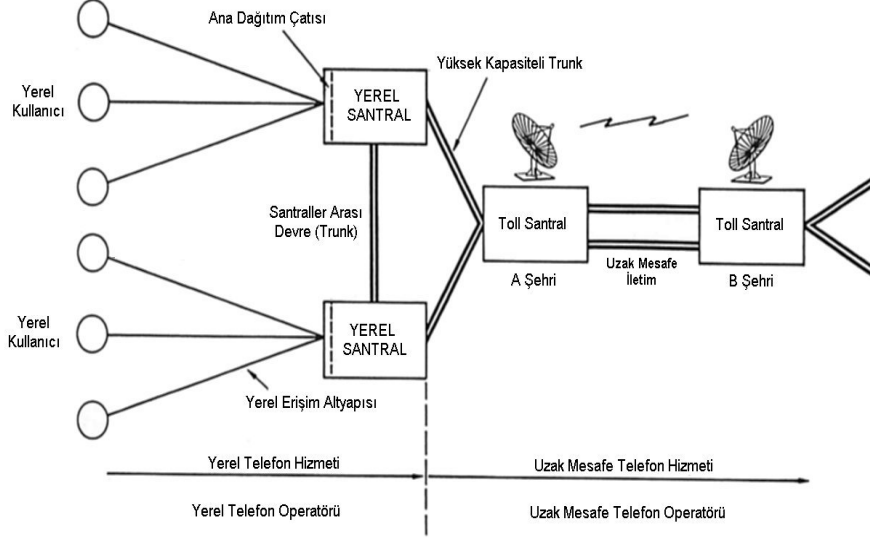 Ana Dağıtım Çatısı
Yüksek Kapasiteli Trunk
Yerel
Kullanıcı
YEREL
SANTRAL
Santraller Arası
Devre (Trunk)
Toll Santral
A Şehri
Uzak Mesafe
İletim
Toll Santral
B Şehri
Yerel
Kullanıcı
YEREL
SANTRAL
Yerel Erişim Altyapısı
Yerel Telefon Hizmeti
Uzak Mesafe Telefon Hizmeti
Yerel Telefon Operatörü
Uzak Mesafe Telefon Operatörü